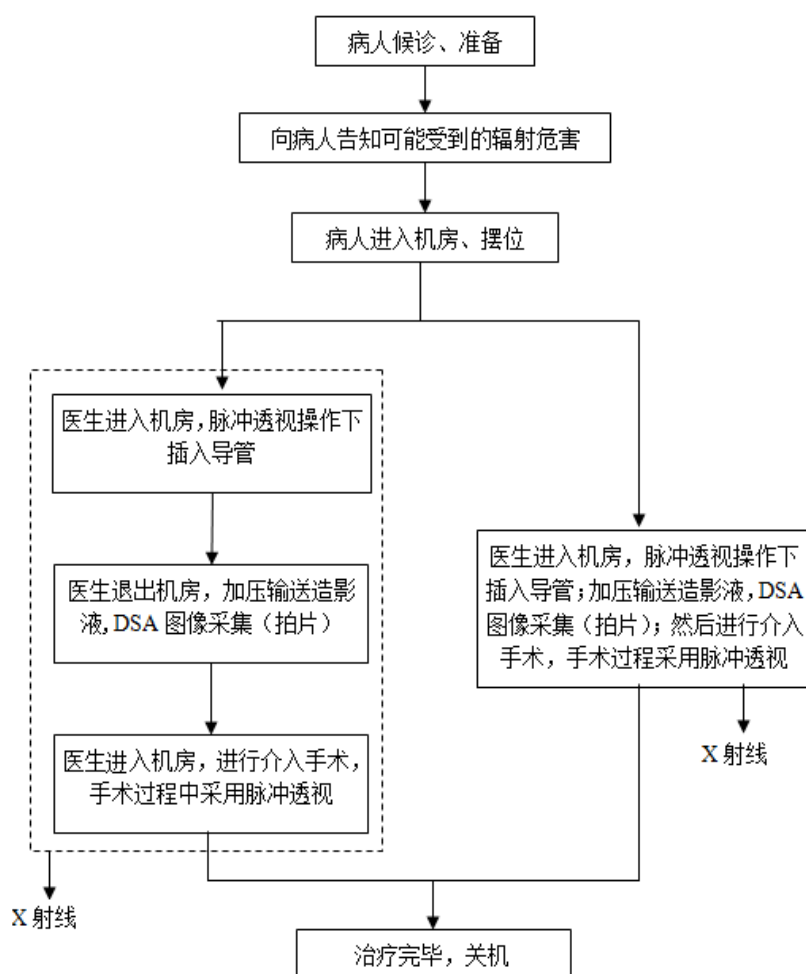 病人候诊、准备
向病人告知可能受到的辐射危害
病人进入机房、摆位
医生进入机房,脉冲透视操作下
插入导管
医生退出机房，加压输送造影
液,DSA 图像采集（拍片）
医生进入机房，进行介入手术，
手术过程中采用脉冲透视
X 射线
医生进入机房，脉冲透视操作下
插入导管;加压输送造影液，DSA
图像采集（拍片）；然后进行介入
手术，手术过程采用脉冲透视
X 射线
治疗完毕，关机